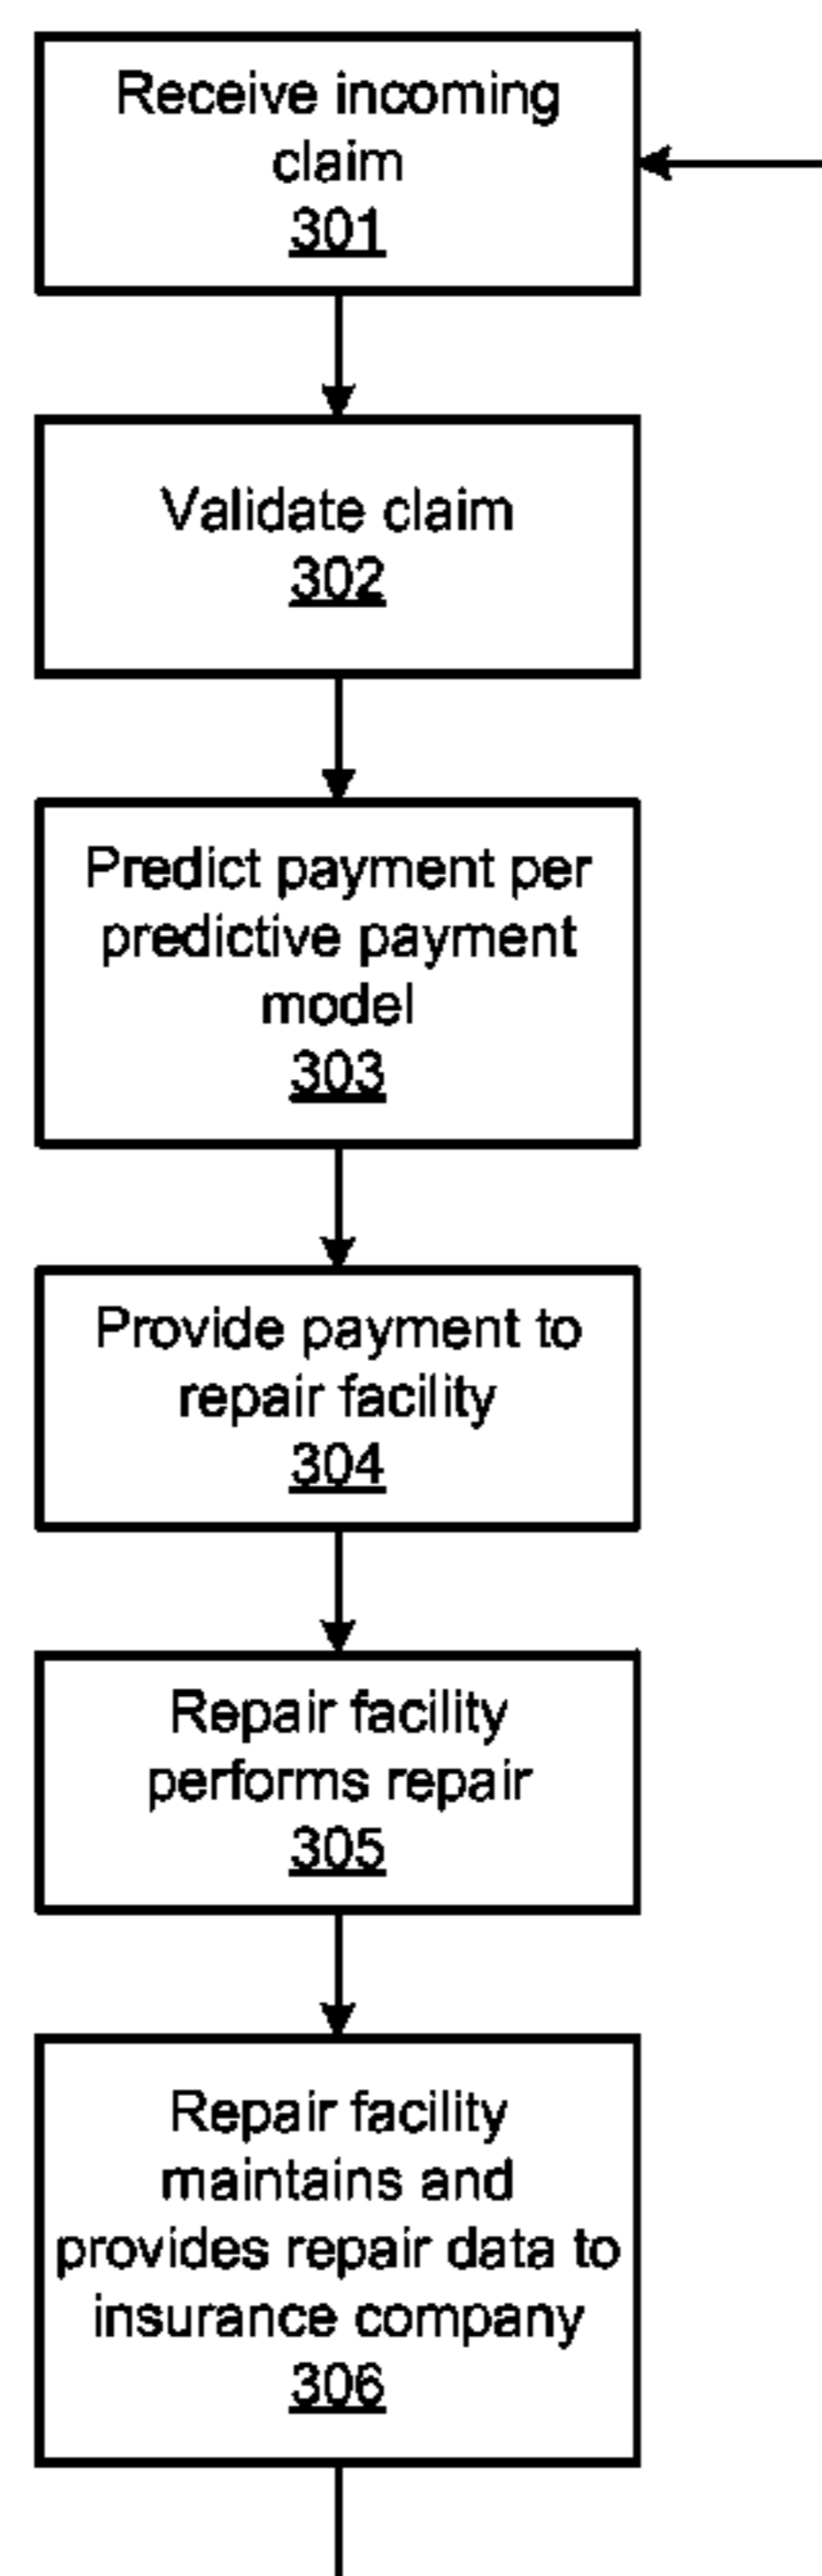 Receive incoming
claim
301
Validate claim
302
Predict payment per
predictive payment
model
303
Provide payment to
repair facility
304
Repair facility
performs repair
305
Repair facility
maintains and
provides repair data to
insurance company
306